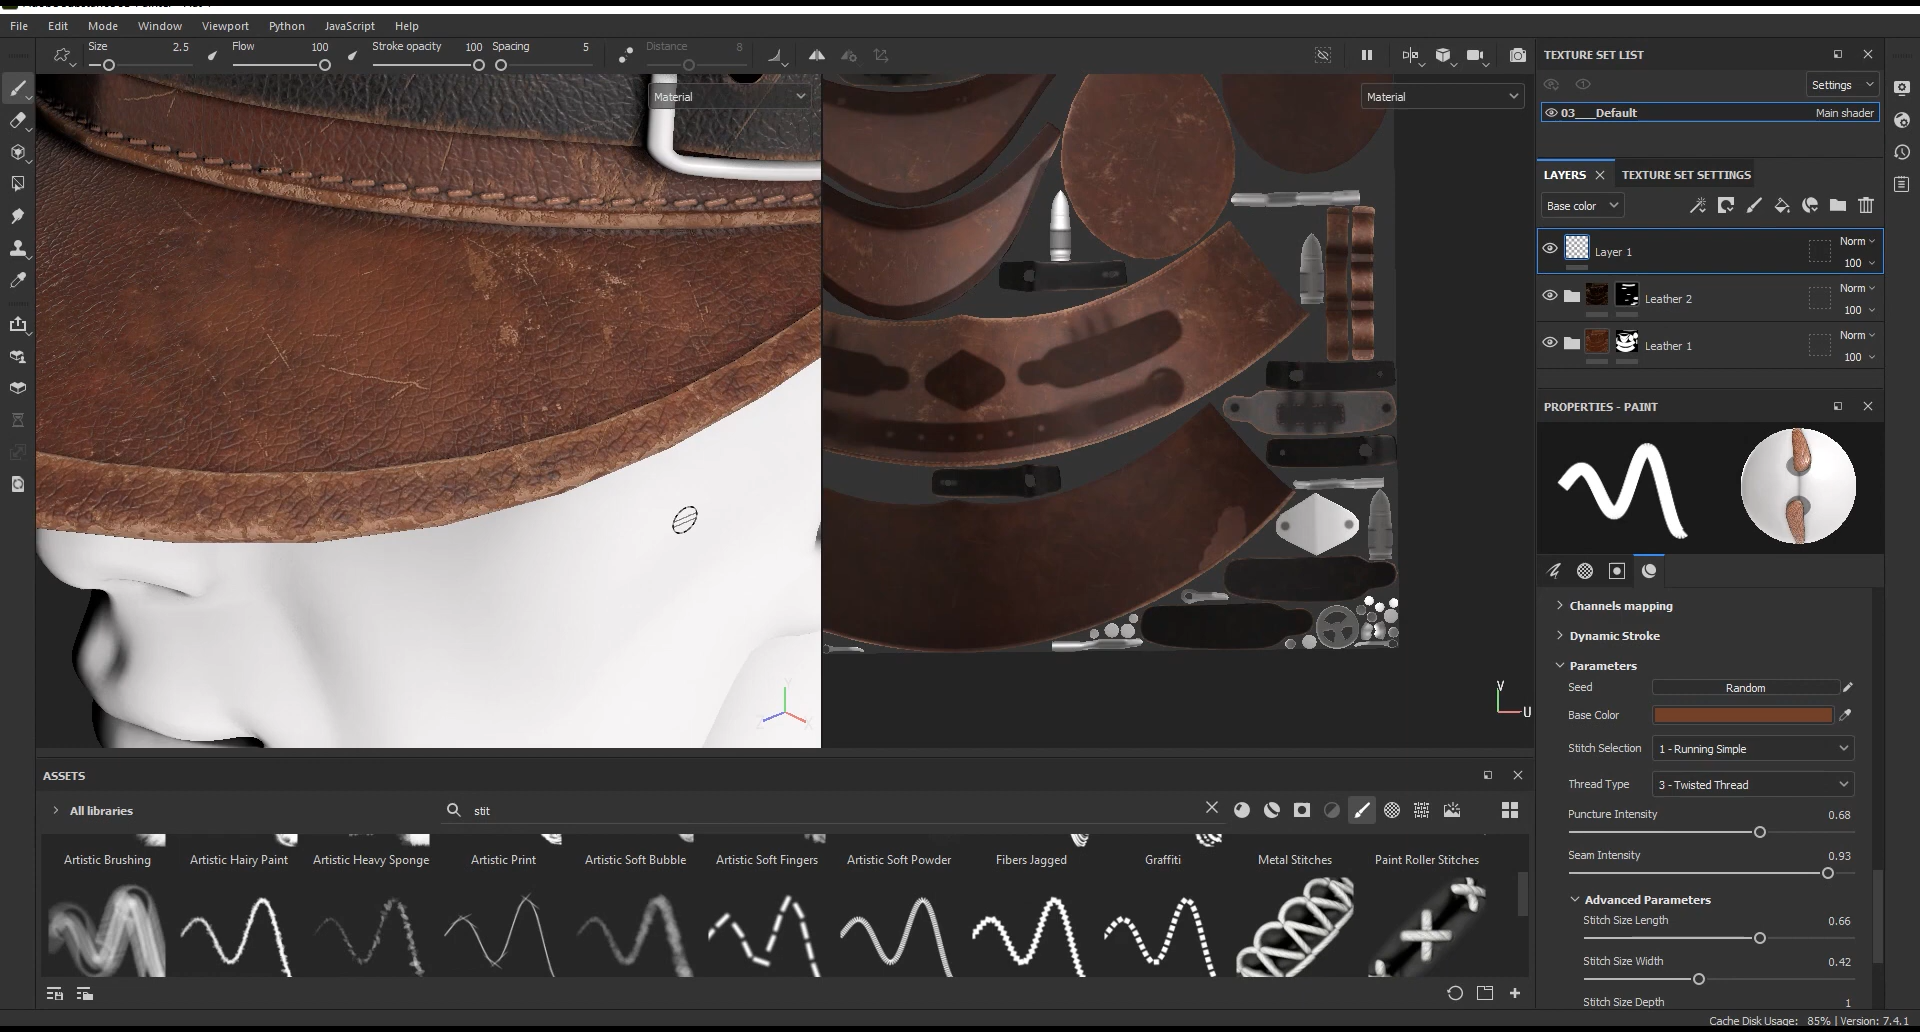 File Edit Mode Window Viewport Python JavaScript Help
Size 2.5 Flow 100 Stroke opacity 100 Spacing 5 Distance 8
Material
Material
V
U
TEXTURE SET LIST
Settings
03___Default Main shader
LAYERS TEXTURE SET SETTINGS
Base color
Layer 1 Norm 100
Leather 2 Norm 100
Leather 1 Norm 100
PROPERTIES - PAINT
Channels mapping
Dynamic Stroke
Parameters
Seed Random
Base Color
Stitch Selection 1 - Running Simple
Thread Type 3 - Twisted Thread
Puncture Intensity 0.68
Seam Intensity 0.93
Advanced Parameters
Stitch Size Length 0.66
Stitch Size Width 0.42
Stitch Size Depth 1
ASSETS
All libraries stit
Artistic Brushing Artistic Hairy Paint Artistic Heavy Sponge Artistic Print Artistic Soft Bubble Artistic Soft Fingers Artistic Soft Powder Fibers Jagged Graffiti Metal Stitches Paint Roller Stitches
Cache Disk Usage: 85% | Version: 7.4.1